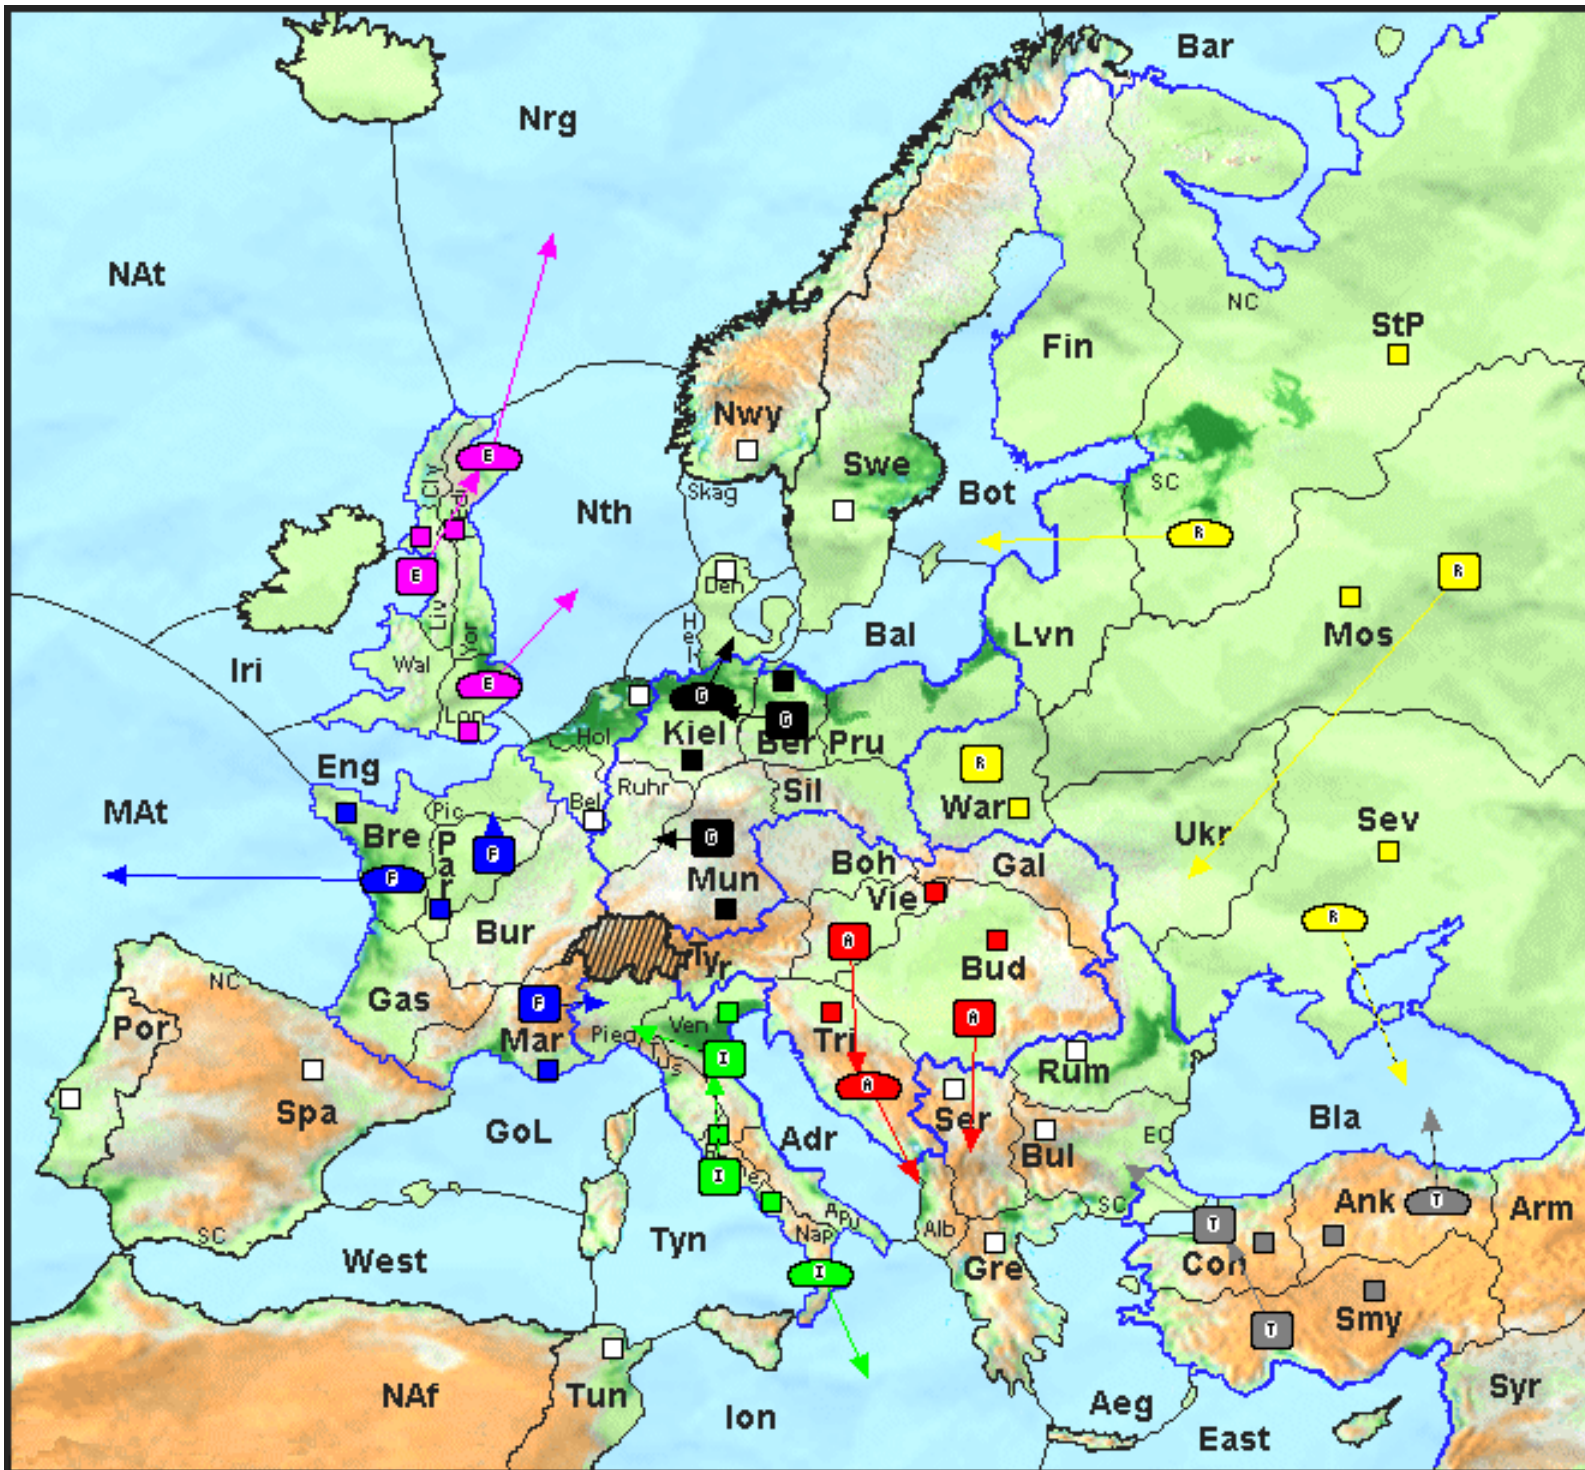 Bar
Nrg
NAt
NC
StP
Fin
Nwy
Swe
Skag
Nth
Bot
SC
E
Cly
Edi
R
E
R
Den
Hel
Liv
Yor
Wal
Iri
Bal
Lvn
Mos
E
Lon
G
G
Hol
Kiel
Ber
Pru
R
War
Eng
Ruhr
Sil
Bel
MAt
Pic
Bre
Par
F
G
Ukr
Sev
Boh
Gal
F
Mun
Vie
R
Bur
Tyr
A
Bud
NC
Gas
F
A
Por
Mar
Pied
Ven
Tri
Tus
I
Rum
A
Spa
Ser
GoL
Adr
Bla
Bul
EC
I
Ank
T
Arm
Apu
SC
SC
Tyn
Nap
Alb
T
West
Con
Gre
I
Smy
T
NAf
Tun
Syr
Ion
Aeg
East